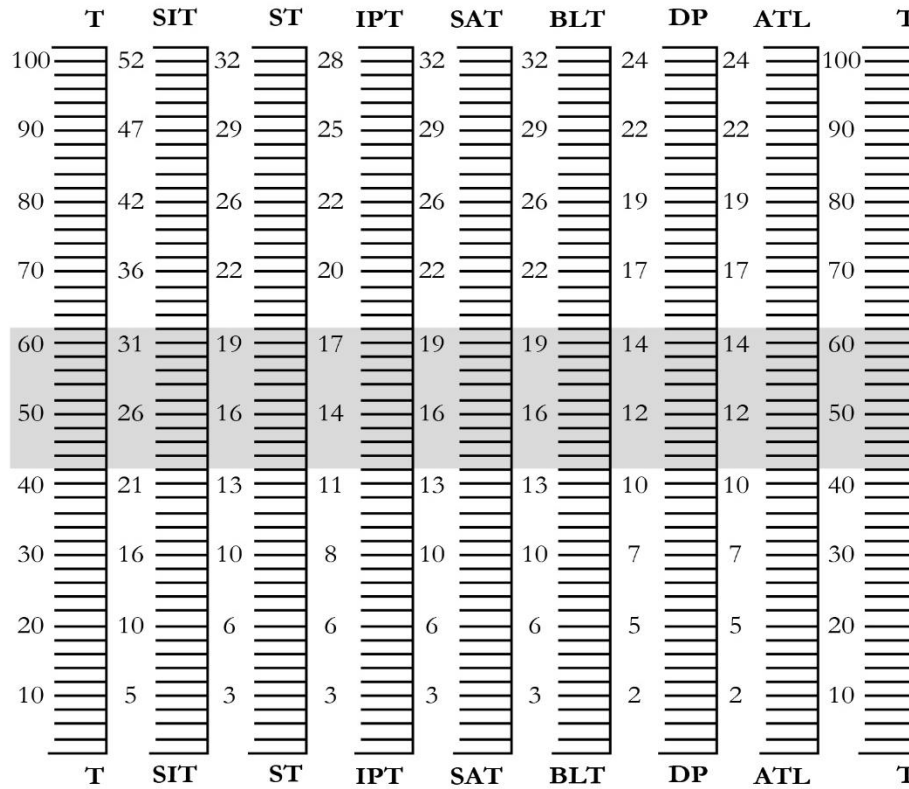 T SIT ST IPT SAT BLT DP ATL T
100 52 32 28 32 32 24 24 100
90 47 29 25 29 29 22 22 90
80 42 26 22 26 26 19 19 80
70 36 22 20 22 22 17 17 70
60 31 19 17 19 19 14 14 60
50 26 16 14 16 16 12 12 50
40 21 13 11 13 13 10 10 40
30 16 10 8 10 10 7 7 30
20 10 6 6 6 6 5 5 20
10 5 3 3 3 3 2 2 10
T SIT ST IPT SAT BLT DP ATL T